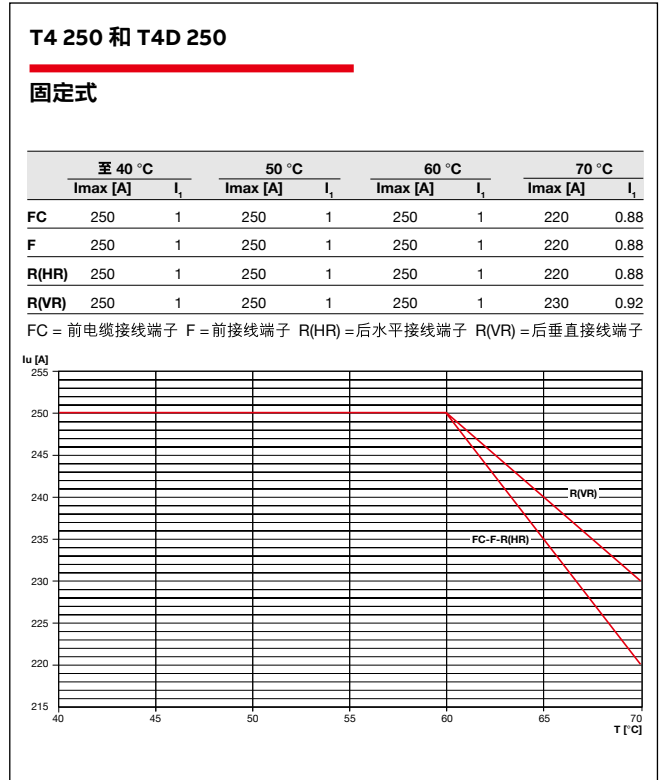 T4 250 和 T4D 250
固定式
至 40 °C 50 °C 60 °C 70 °C
Imax [A] I1 Imax [A] I1 Imax [A] I1 Imax [A] I1
FC 250 1 250 1 250 1 220 0.88
F 250 1 250 1 250 1 220 0.88
R(HR) 250 1 250 1 250 1 220 0.88
R(VR) 250 1 250 1 250 1 230 0.92
FC = 前电缆接线端子 F = 前接线端子 R(HR) = 后水平接线端子 R(VR) = 后垂直接线端子
Iu [A]
255
250
245
240
R(VR)
235
FC-F-R(HR)
230
225
220
215
40 45 50 55 60 65 70
T [°C]